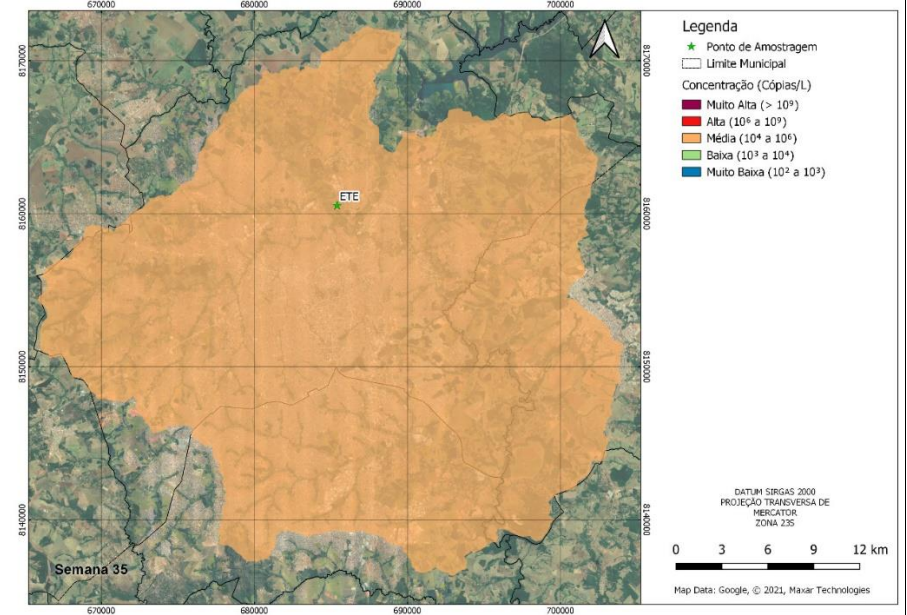 670000 680000 690000 700000
8170000
8160000
8150000
8140000
8170000
8160000
8150000
8140000
ETE
Semana 35
670000 680000 690000 700000
Legenda
Ponto de Amostragem
Limite Municipal
Concentração (Cópias/L)
Muito Alta (> 10⁹)
Alta (10⁶ a 10⁹)
Média (10⁴ a 10⁶)
Baixa (10³ a 10⁴)
Muito Baixa (10² a 10³)
DATUM SIRGAS 2000
PROJEÇÃO TRANSVERSA DE
MERCATOR
ZONA 23S
0 3 6 9 12 km
Map Data: Google, © 2021, Maxar Technologies